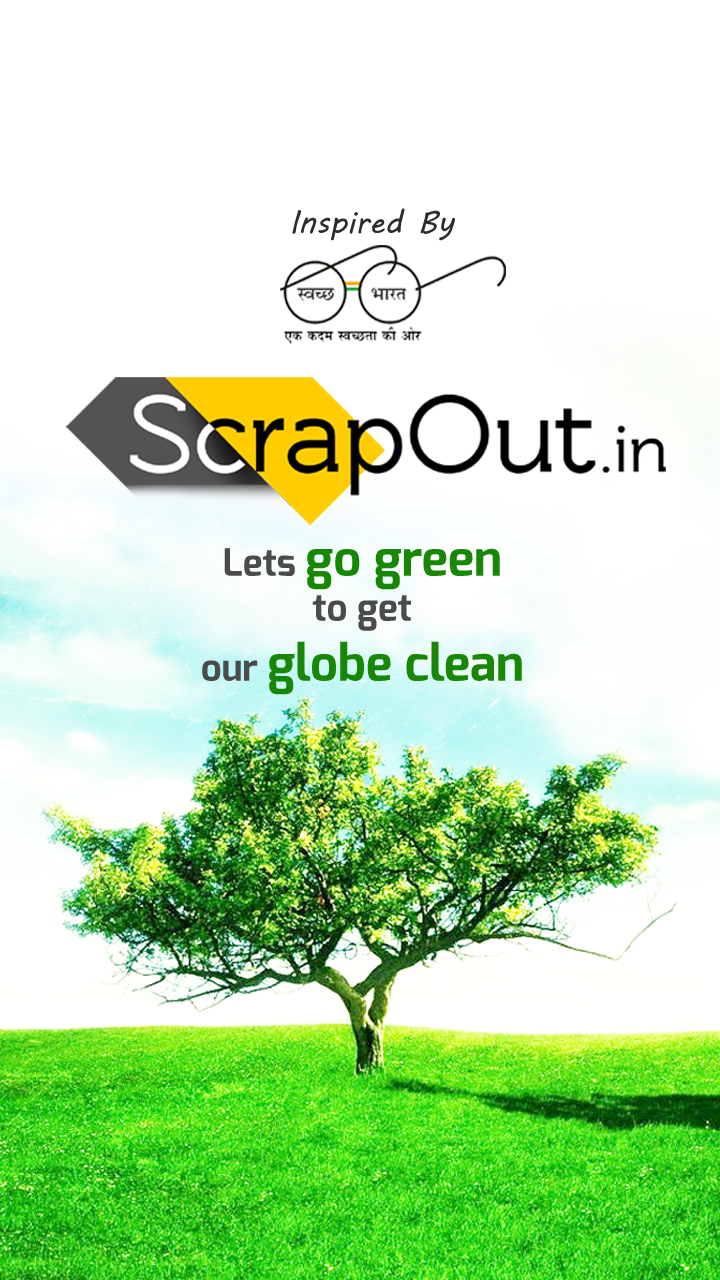 Inspired By
स्वच्छ भारत
एक कदम स्वच्छता की ओर
ScrapOut.in
Lets go green
to get
our globe clean